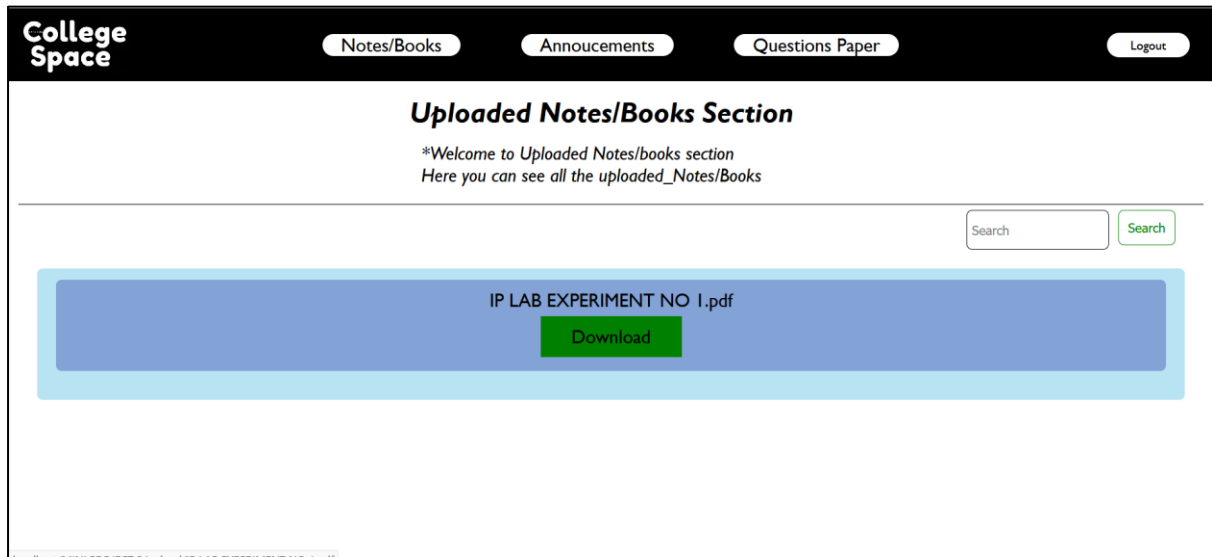 College
Space
Notes/Books
Annoucements
Questions Paper
Logout
Uploaded Notes/Books Section
*Welcome to Uploaded Notes/books section
Here you can see all the uploaded_Notes/Books
Search
Search
IP LAB EXPERIMENT NO 1.pdf
Download